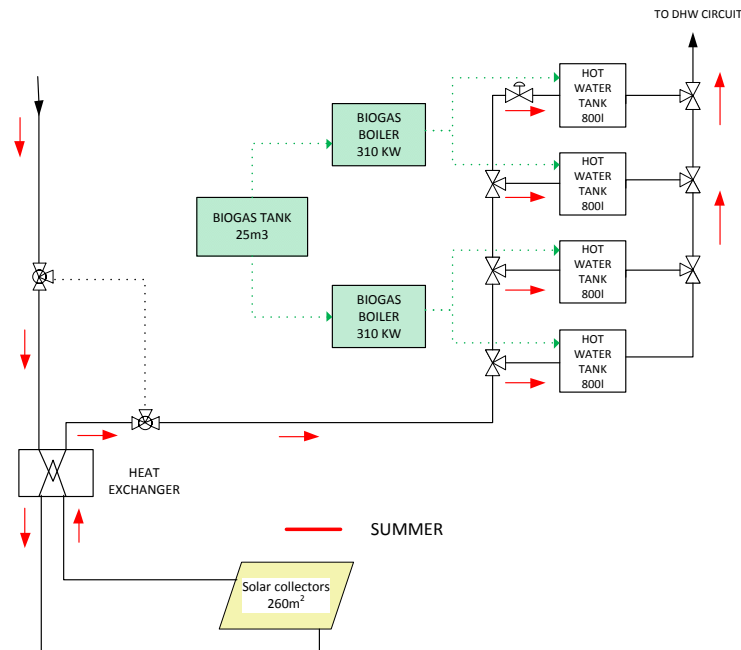 TO DHW CIRCUIT
HOT
WATER
TANK
800l
BIOGAS
BOILER
310 KW
HOT
WATER
TANK
800l
BIOGAS TANK
25m3
HOT
WATER
TANK
800l
BIOGAS
BOILER
310 KW
HOT
WATER
TANK
800l
HEAT
EXCHANGER
SUMMER
Solar collectors
260m²